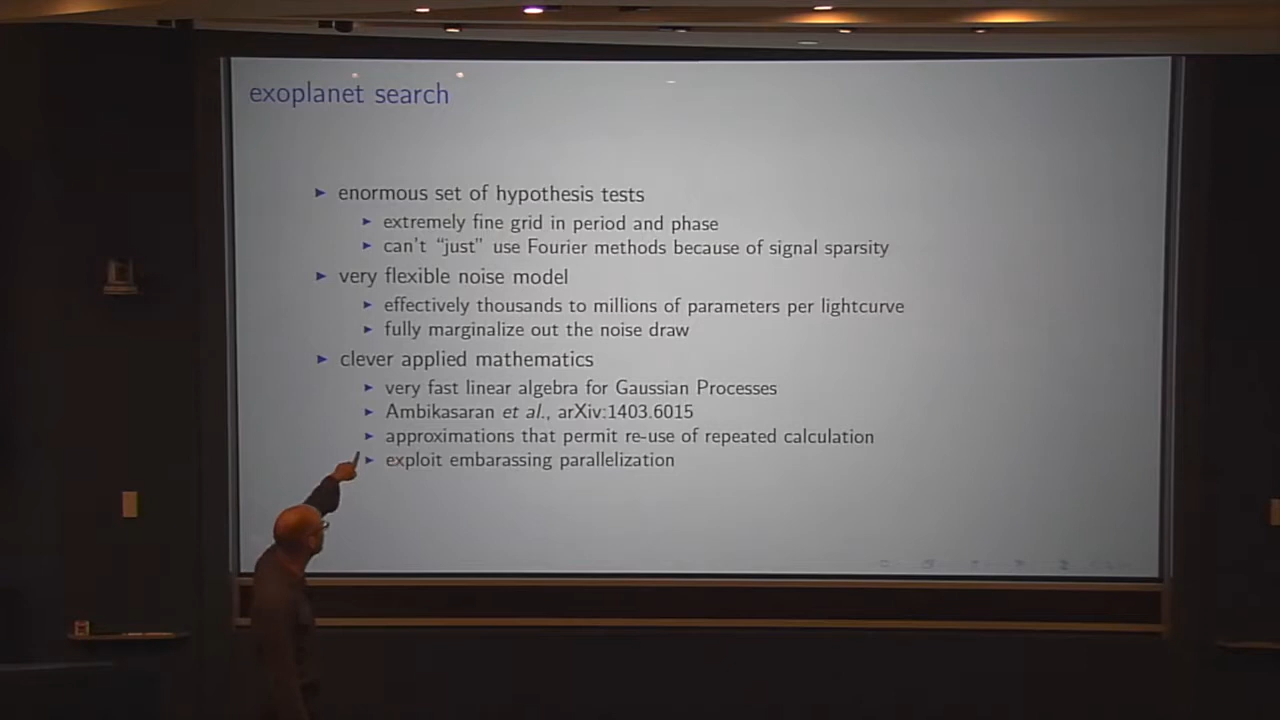 exoplanet search
enormous set of hypothesis tests
extremely fine grid in period and phase
can't “just” use Fourier methods because of signal sparsity
very flexible noise model
effectively thousands to millions of parameters per lightcurve
fully marginalize out the noise draw
clever applied mathematics
very fast linear algebra for Gaussian Processes
Ambikasaran et al., arXiv:1403.6015
approximations that permit re-use of repeated calculation
exploit embarassing parallelization